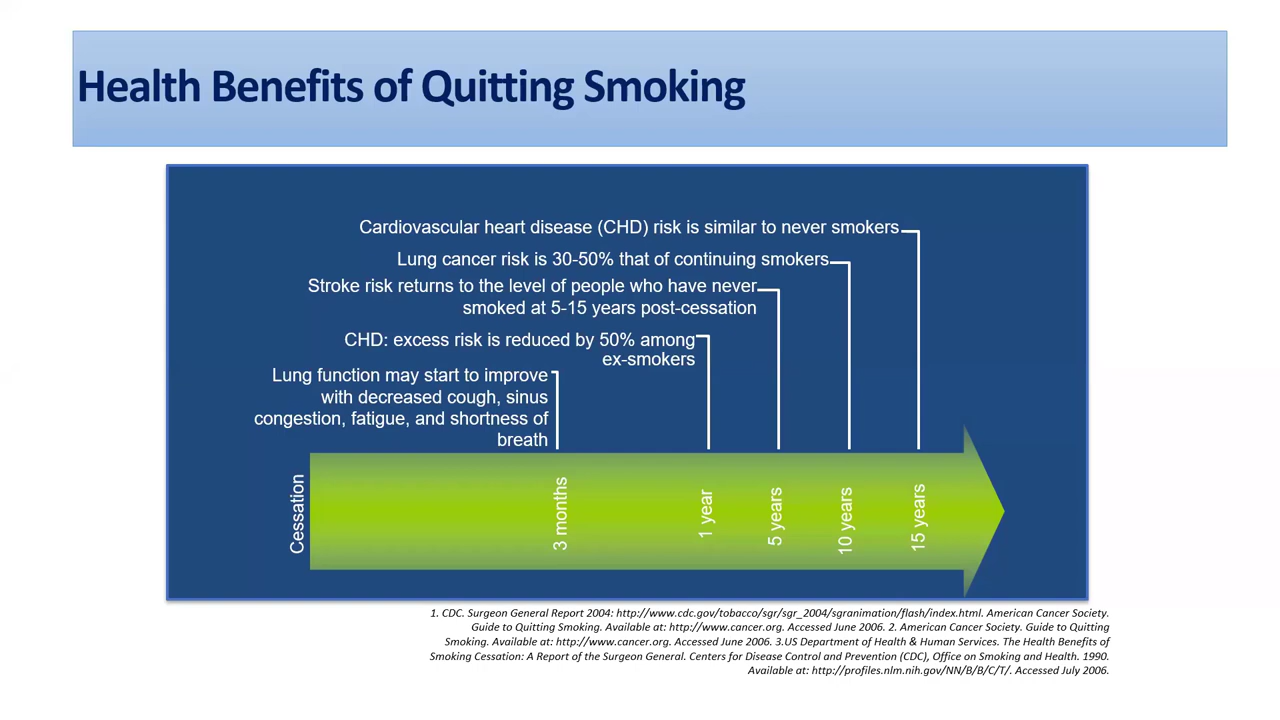 Health Benefits of Quitting Smoking
Cardiovascular heart disease (CHD) risk is similar to never smokers
Lung cancer risk is 30-50% that of continuing smokers
Stroke risk returns to the level of people who have never
smoked at 5-15 years post-cessation
CHD: excess risk is reduced by 50% among
ex-smokers
Lung function may start to improve
with decreased cough, sinus
congestion, fatigue, and shortness of
breath
Cessation
3 months
1 year
5 years
10 years
15 years
1. CDC. Surgeon General Report 2004: http://www.cdc.gov/tobacco/sgr/sgr_2004/sgranimation/flash/index.html. American Cancer Society.
Guide to Quitting Smoking. Available at: http://www.cancer.org. Accessed June 2006. 2. American Cancer Society. Guide to Quitting
Smoking. Available at: http://www.cancer.org. Accessed June 2006. 3.US Department of Health & Human Services. The Health Benefits of
Smoking Cessation: A Report of the Surgeon General. Centers for Disease Control and Prevention (CDC), Office on Smoking and Health. 1990.
Available at: http://profiles.nlm.nih.gov/NN/B/B/C/T/. Accessed July 2006.